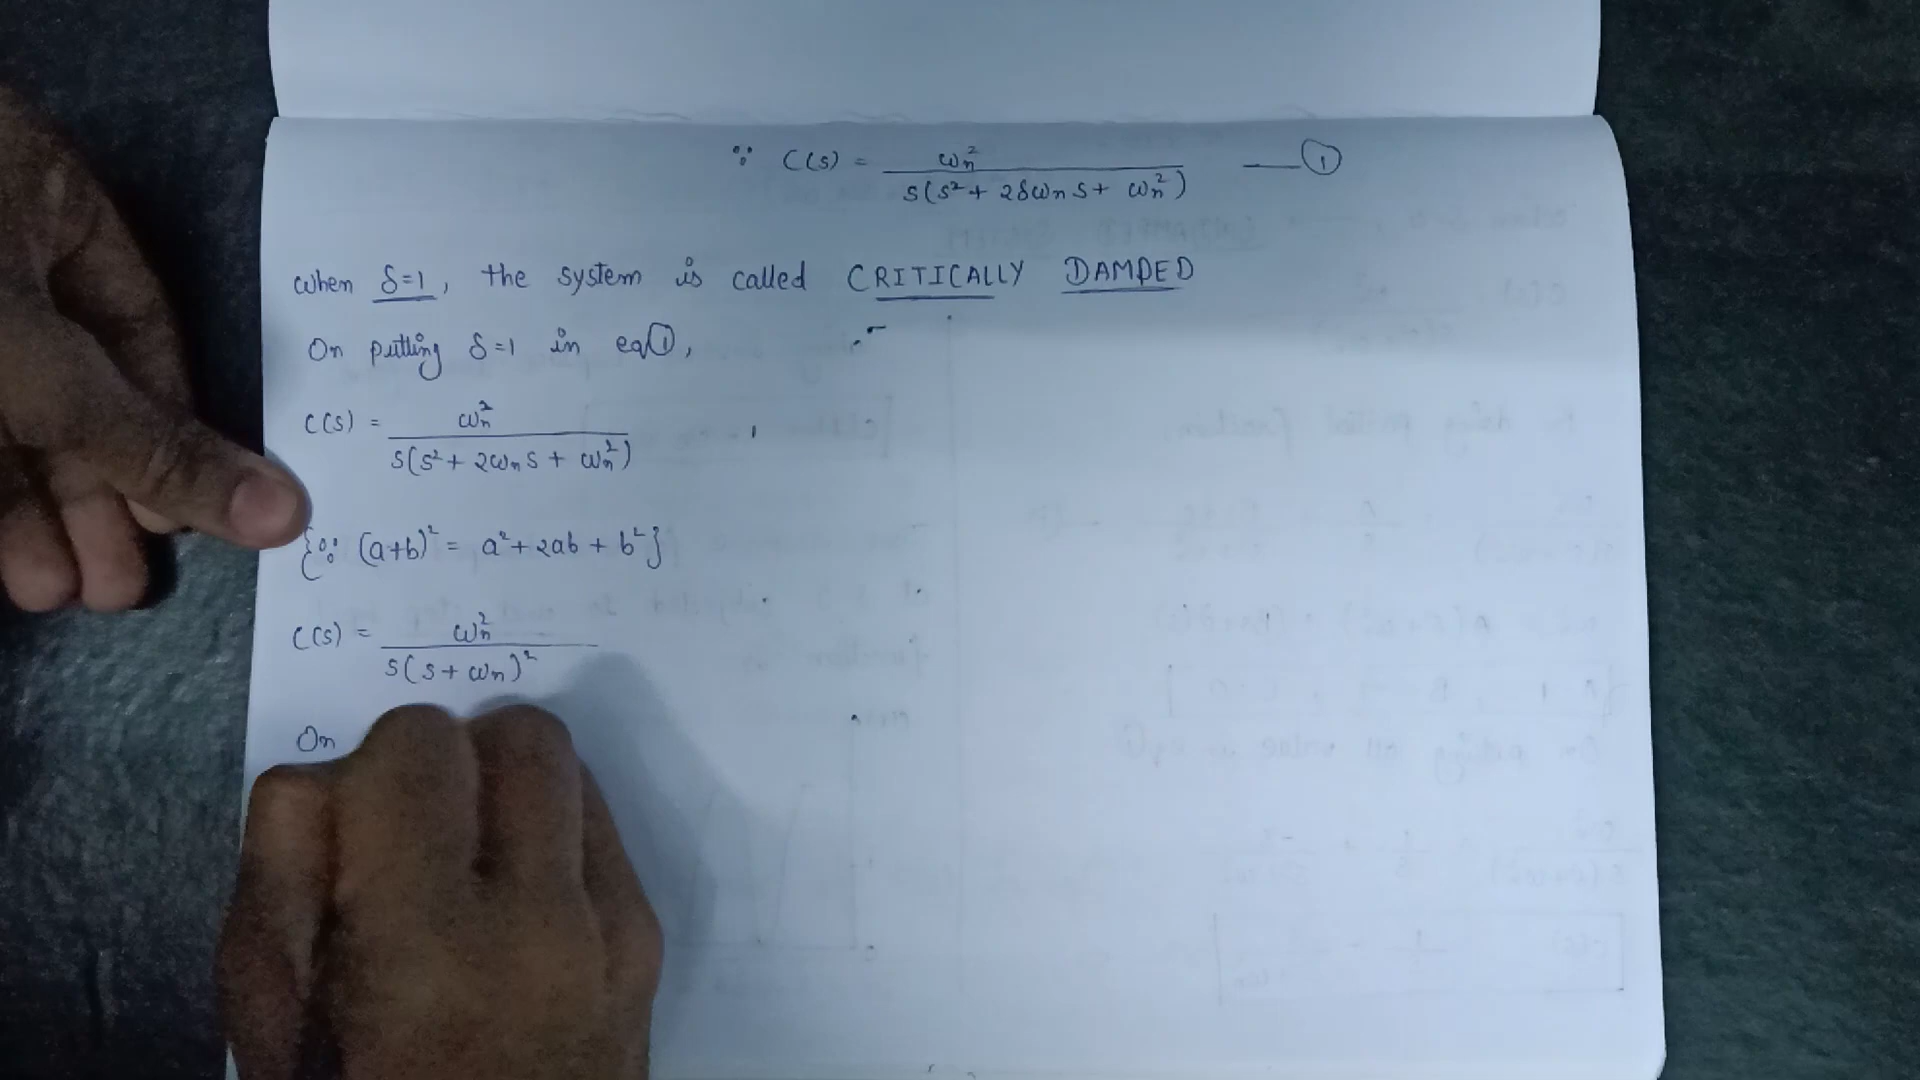 ∵ C(s) = ωn² / s(s² + 2δωn s + ωn²) —— ①
When δ=1, the system is called CRITICALLY DAMPED
On putting δ=1 in eq①,
C(s) = ωn² / s(s² + 2ωn s + ωn²)
{∵ (a+b)² = a² + 2ab + b²}
C(s) = ωn² / s(s + ωn)²
On